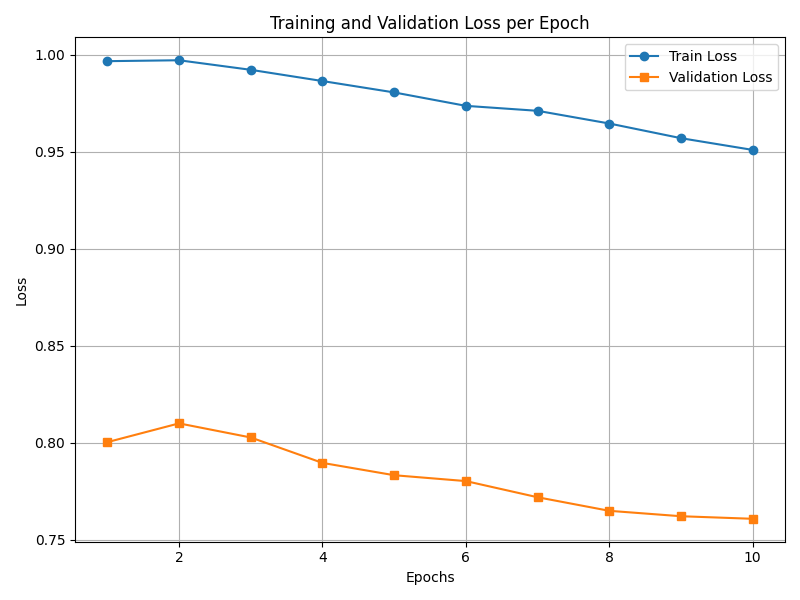 Training and Validation Loss per Epoch
Train Loss
Validation Loss
1.00
0.95
0.90
0.85
0.80
0.75
Loss
2 4 6 8 10
Epochs